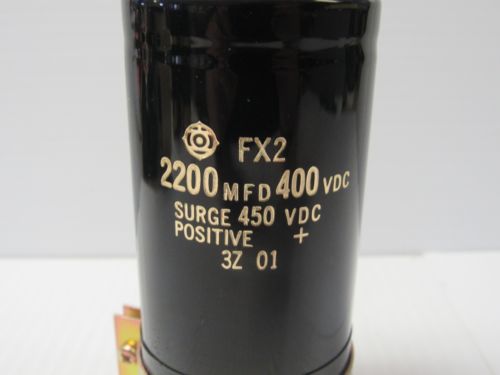 FX2
2200 MFD 400 VDC
SURGE 450 VDC
POSITIVE +
3Z 01